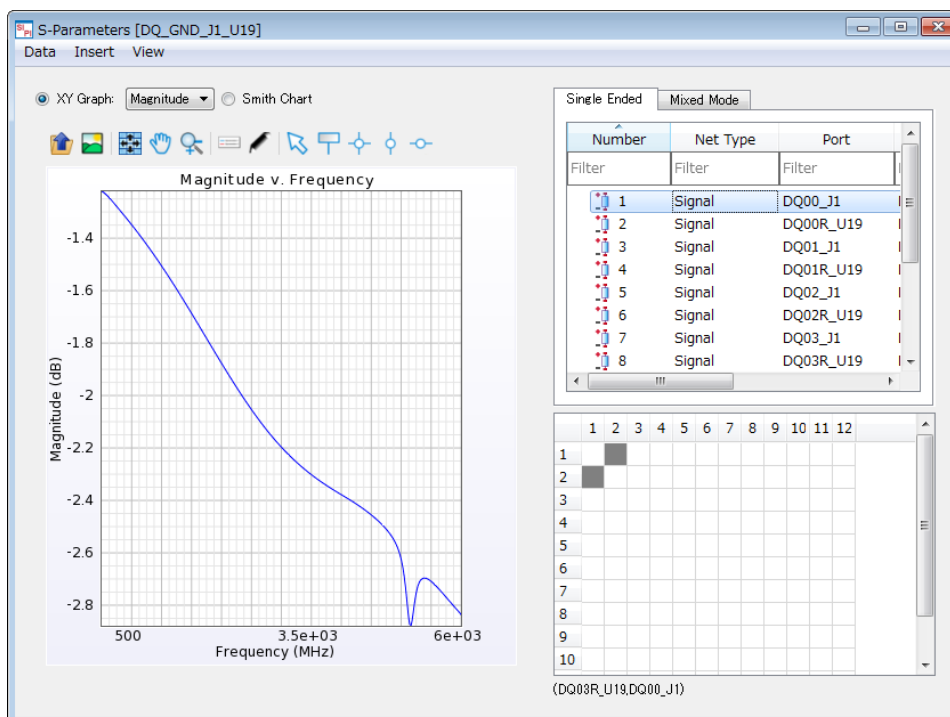 S-Parameters [DQ_GND_J1_U19]
Data Insert View
XY Graph: Magnitude Smith Chart
Magnitude v. Frequency
Magnitude (dB)
-1.4
-1.6
-1.8
-2
-2.2
-2.4
-2.6
-2.8
500 3.5e+03 6e+03
Frequency (MHz)
Single Ended Mixed Mode
Number Net Type Port
Filter Filter Filter
1 Signal DQ00_J1
2 Signal DQ00R_U19
3 Signal DQ01_J1
4 Signal DQ01R_U19
5 Signal DQ02_J1
6 Signal DQ02R_U19
7 Signal DQ03_J1
8 Signal DQ03R_U19
1 2 3 4 5 6 7 8 9 10 11 12
1
2
3
4
5
6
7
8
9
10
(DQ03R_U19,DQ00_J1)